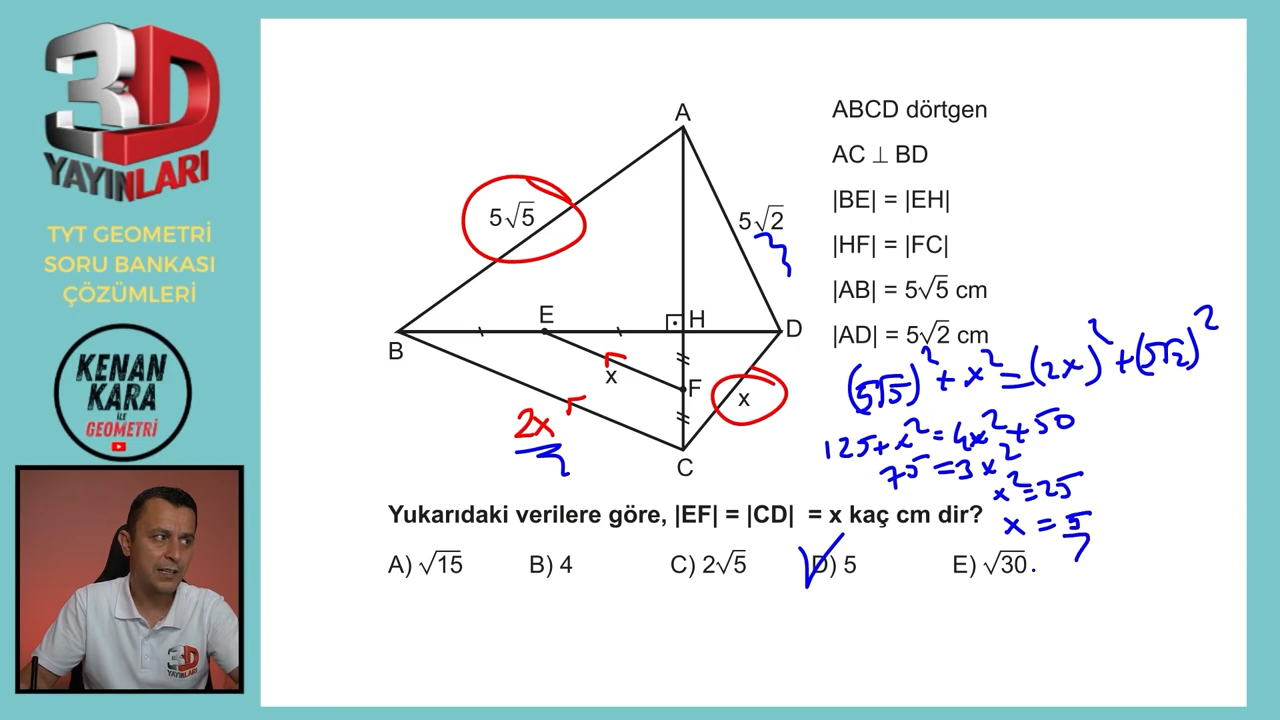 3D
YAYINLARI
TYT GEOMETRİ
SORU BANKASI
ÇÖZÜMLERİ
KENAN
KARA
İLE
GEOMETRİ
3D
YAYINLARI
A
5√5
5√2
E
H
D
B
x
F
x
2x
C
ABCD dörtgen
AC ⊥ BD
|BE| = |EH|
|HF| = |FC|
|AB| = 5√5 cm
|AD| = 5√2 cm
(5√5)² + x² = (2x)² + (5√2)²
125 + x² = 4x² + 50
75 = 3x²
x² = 25
x = 5
Yukarıdaki verilere göre, |EF| = |CD| = x kaç cm dir?
A) √15 B) 4 C) 2√5 D) 5 E) √30